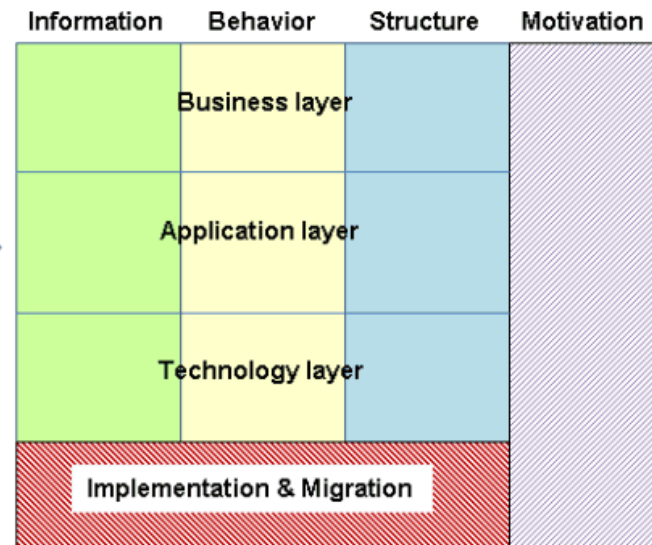 Information Behavior Structure Motivation
Business layer
Application layer
Technology layer
Implementation & Migration